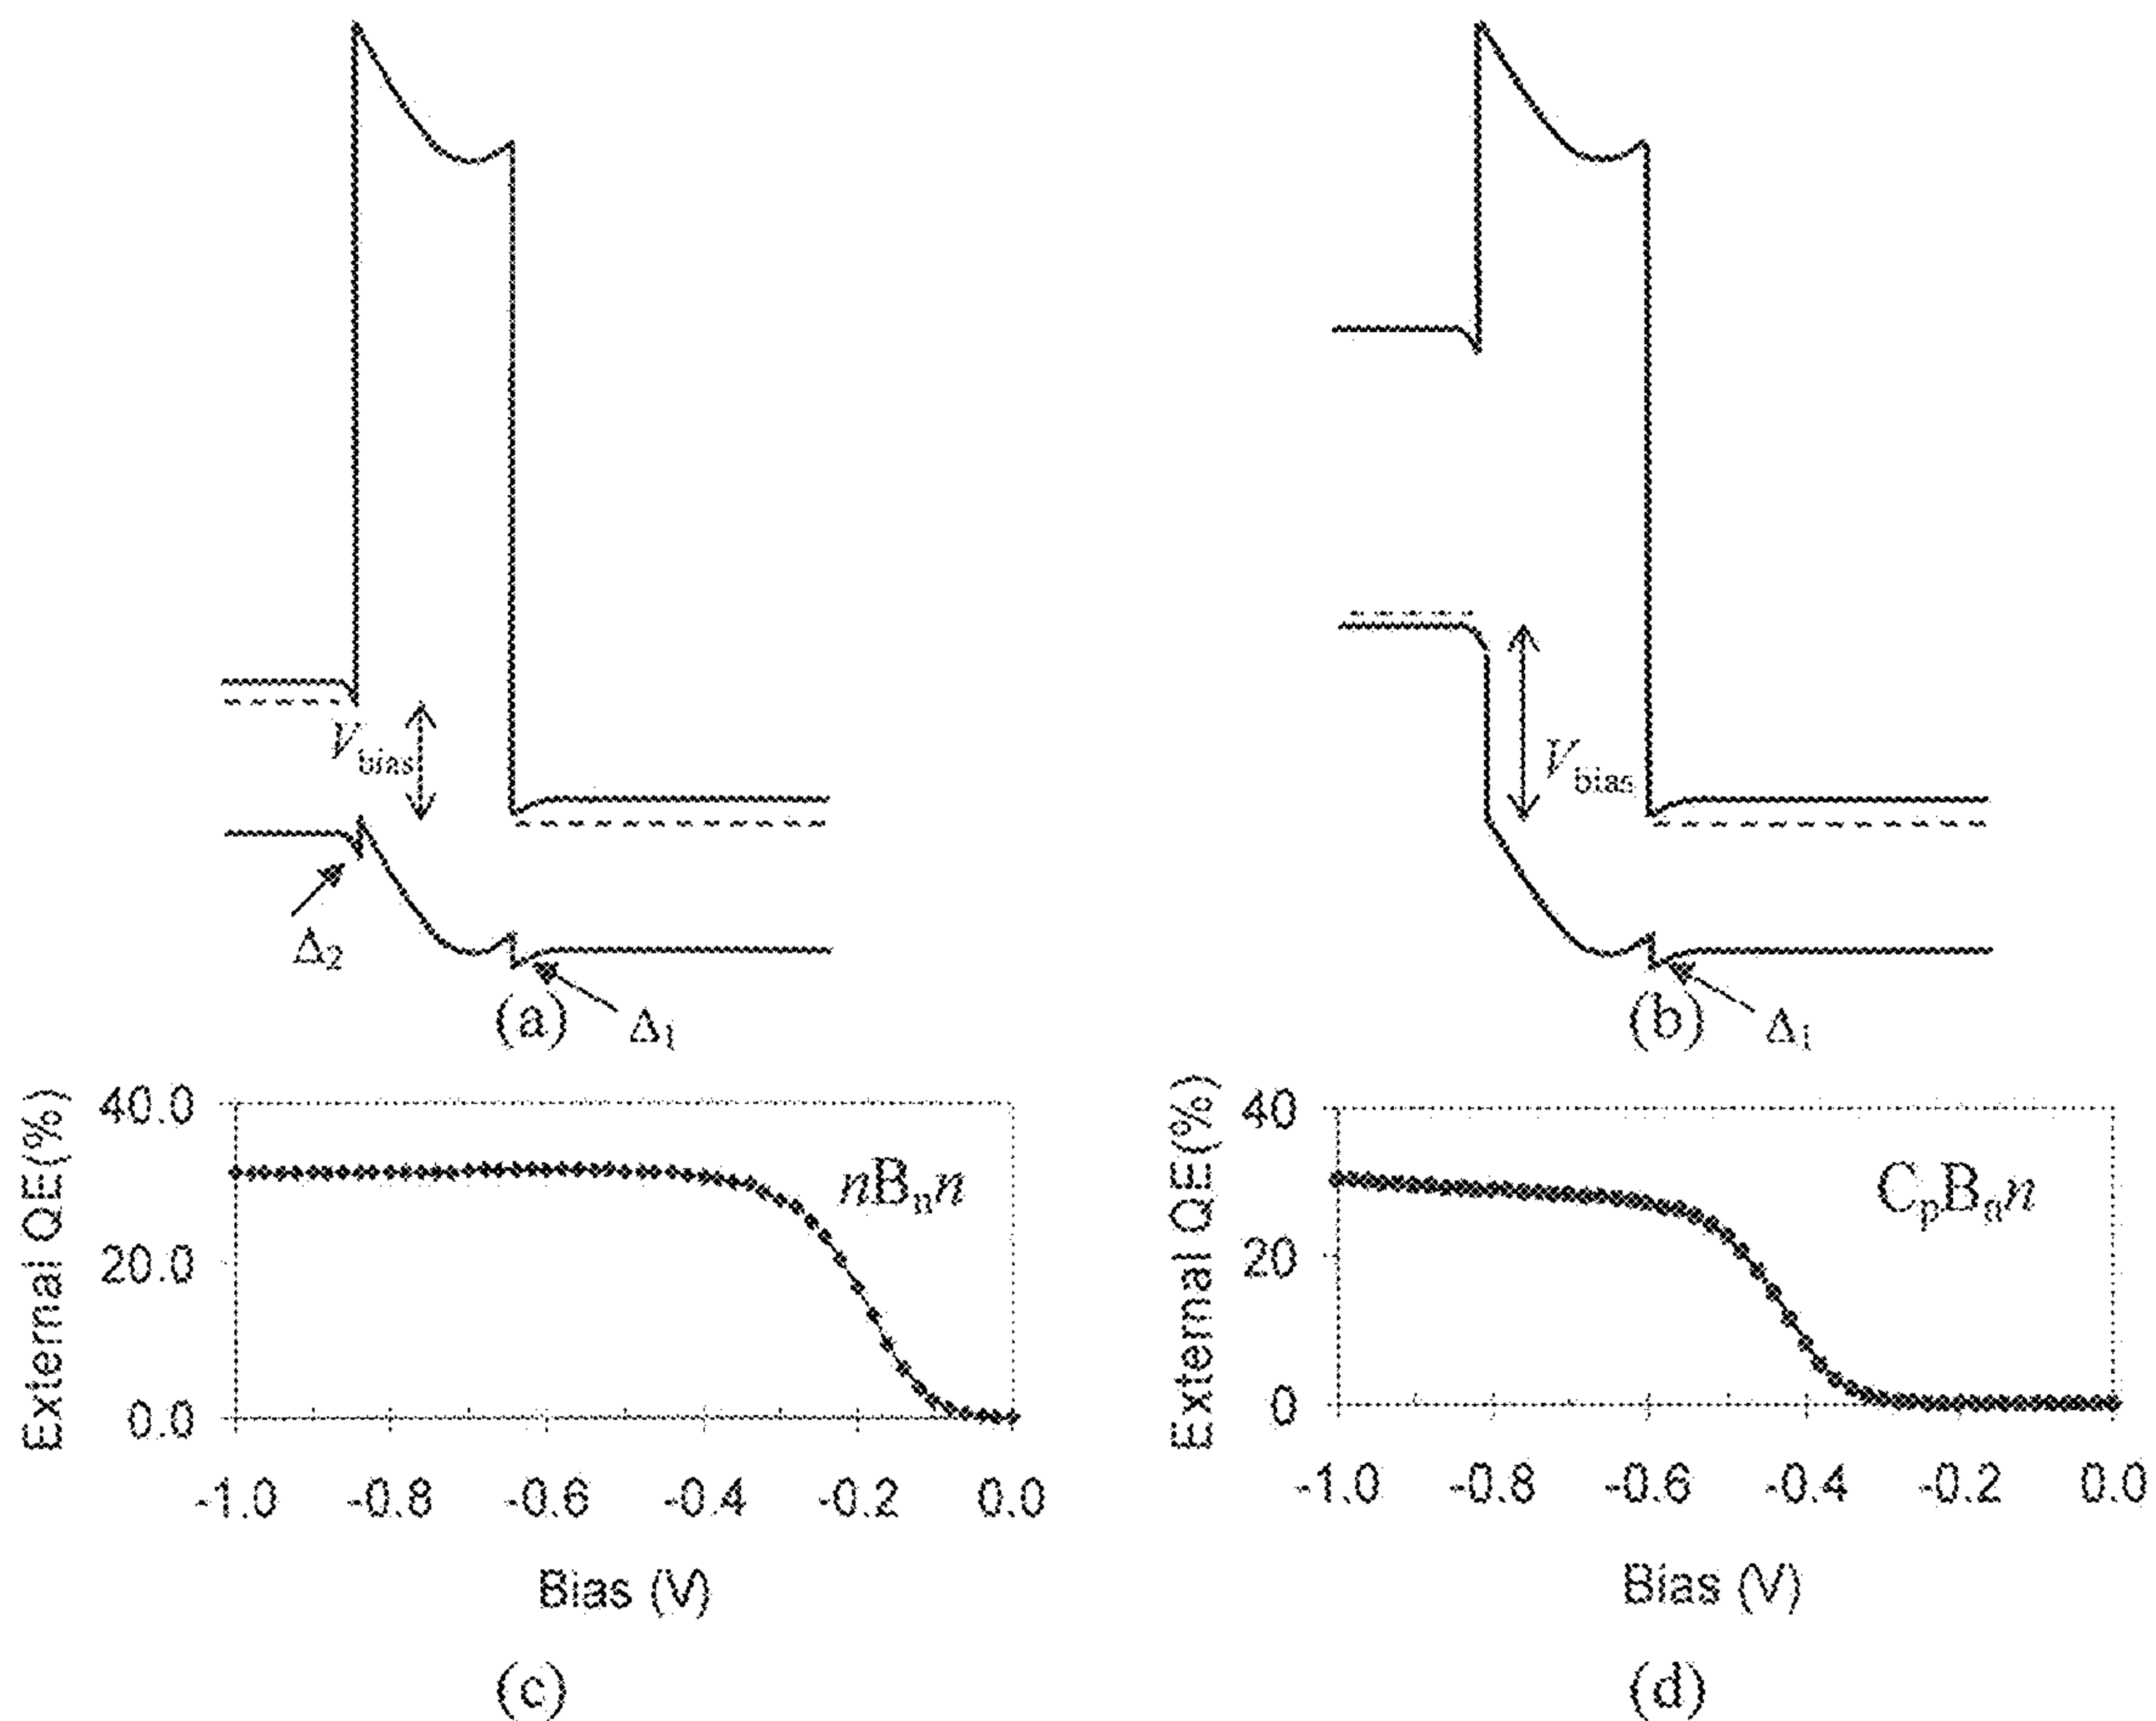 V_bias
Δ₂
(a)
Δ₁
V_bias
(b)
Δ₁
External QE(%)
40.0
20.0
0.0
nBₙn
-1.0 -0.8 -0.6 -0.4 -0.2 0.0
Bias (V)
(c)
External QE(%)
40
20
0
CₚBₙn
-1.0 -0.8 -0.6 -0.4 -0.2 0.0
Bias (V)
(d)